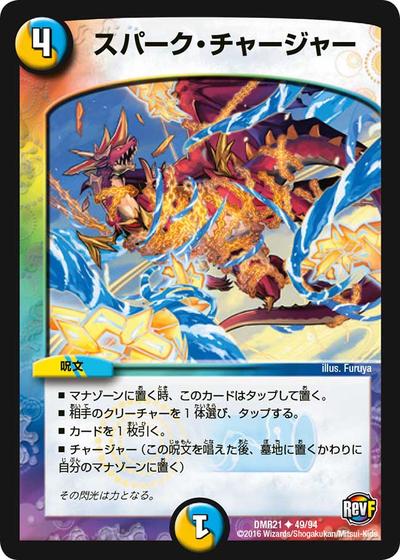 4
スパーク・チャージャー
illus. Furuya
呪文
■ マナゾーンに置く時、このカードはタップして置く。
■ 相手のクリーチャーを1体選び、タップする。
■ カードを1枚引く。
■ チャージャー(この呪文を唱えた後、墓地に置くかわりに
自分のマナゾーンに置く)
その閃光は力となる。
RevF
1
DMR21 ♦ 49/94
©2016 Wizards/Shogakukan/Mitsui-Kids